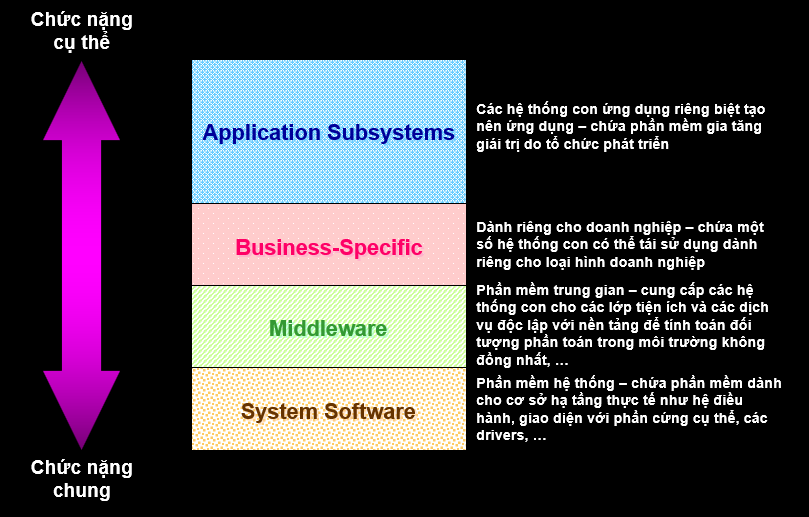 Chức nặng
cụ thể
Application Subsystems
Các hệ thống con ứng dụng riêng biệt tạo
nên ứng dụng – chứa phần mềm gia tăng
giái trị do tổ chức phát triển
Business-Specific
Dành riêng cho doanh nghiệp – chứa một
số hệ thống con có thể tái sử dụng dành
riêng cho loại hình doanh nghiệp
Middleware
Phần mềm trung gian – cung cấp các hệ
thống con cho các lớp tiện ích và các dịch
vụ độc lập với nền tảng để tính toán đối
tượng phần toán trong môi trường không
đồng nhất, …
System Software
Phần mềm hệ thống – chứa phần mềm dành
cho cơ sở hạ tầng thực tế như hệ điều
hành, giao diện với phần cứng cụ thể, các
drivers, …
Chức nặng
chung